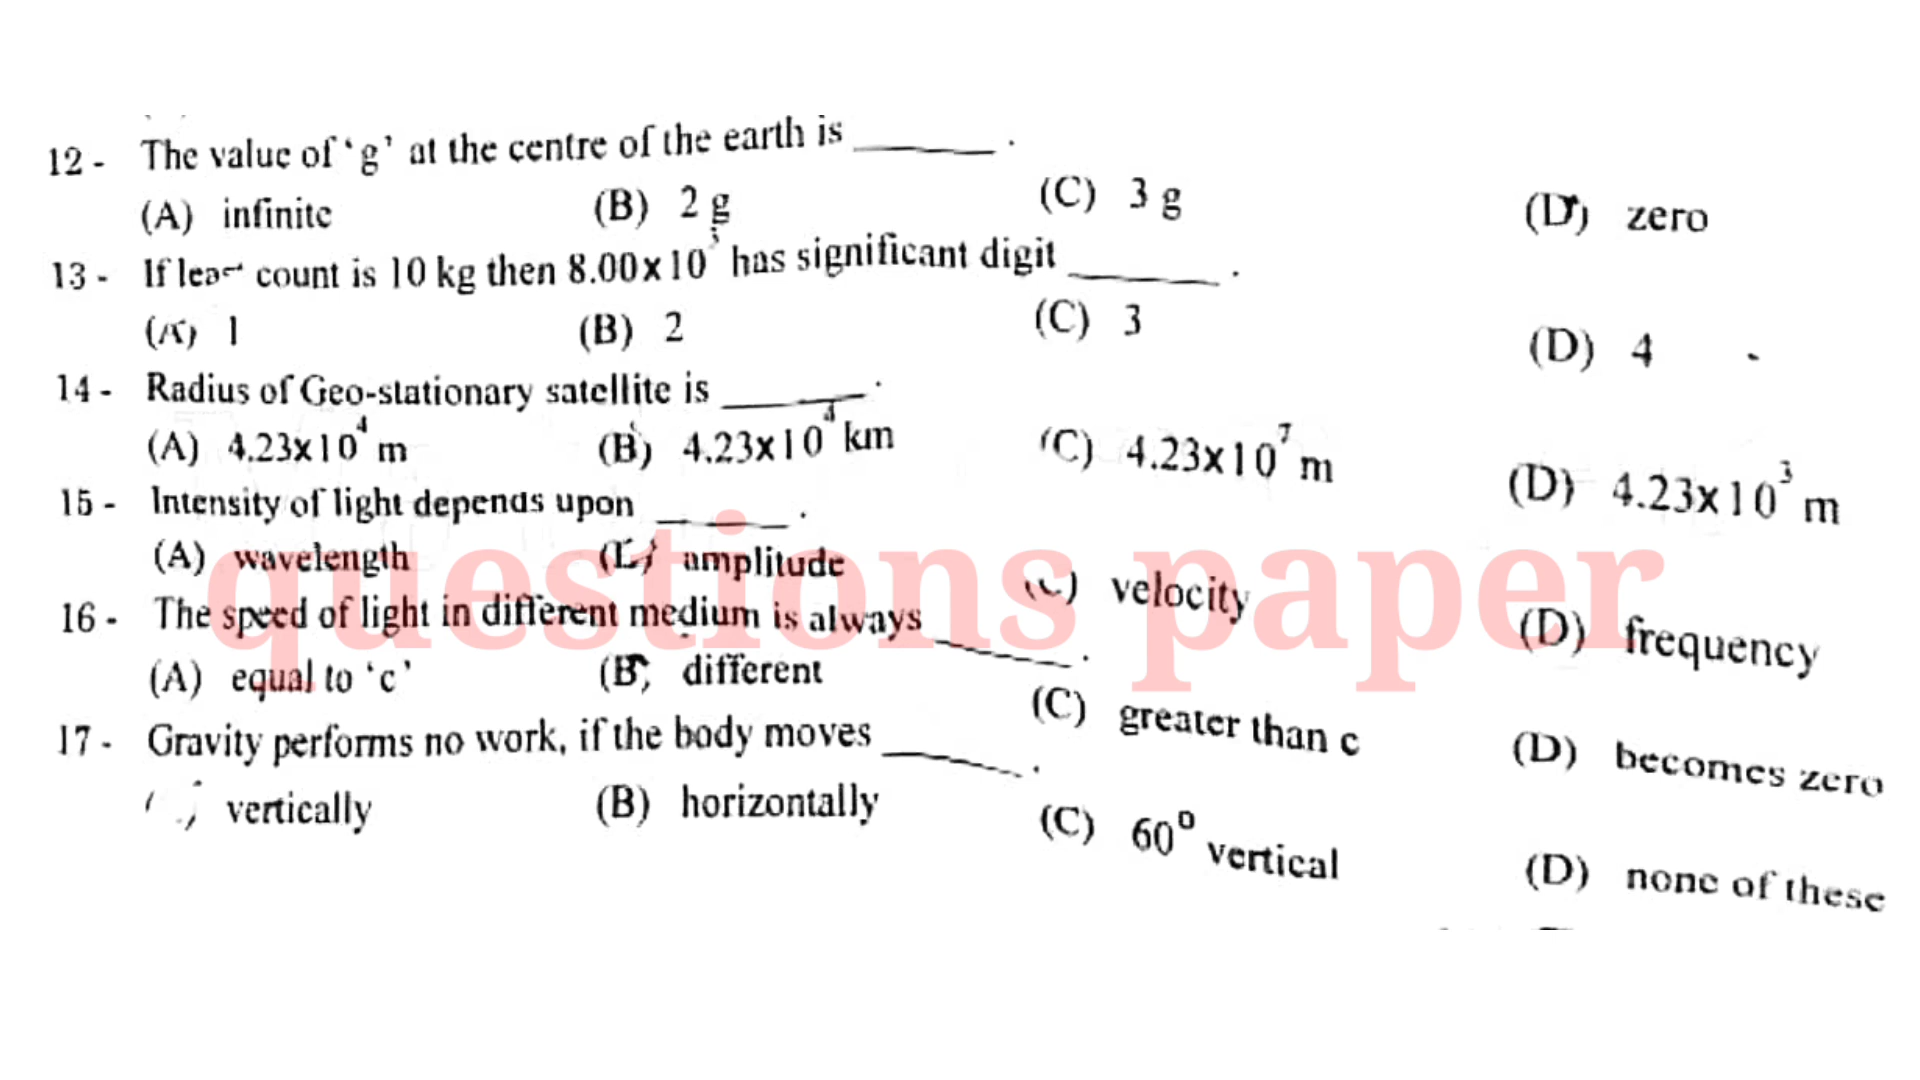 12 - The value of ‘g’ at the centre of the earth is ______ .
(A) infinite (B) 2 g (C) 3 g (D) zero
13 - If least count is 10 kg then 8.00x10 has significant digit ______ .
(A) 1 (B) 2 (C) 3 (D) 4
14 - Radius of Geo-stationary satellite is ______ .
(A) 4.23x10⁴ m (B) 4.23x10⁴ km (C) 4.23x10⁷ m (D) 4.23x10³ m
15 - Intensity of light depends upon ______ .
(A) wavelength amplitude (C) velocity (D) frequency
16 - The speed of light in different medium is always ______ .
(A) equal to ‘c’ (B) different (C) greater than c (D) becomes zero
17 - Gravity performs no work, if the body moves ______ .
vertically (B) horizontally (C) 60⁰ vertical (D) none of these
questions paper